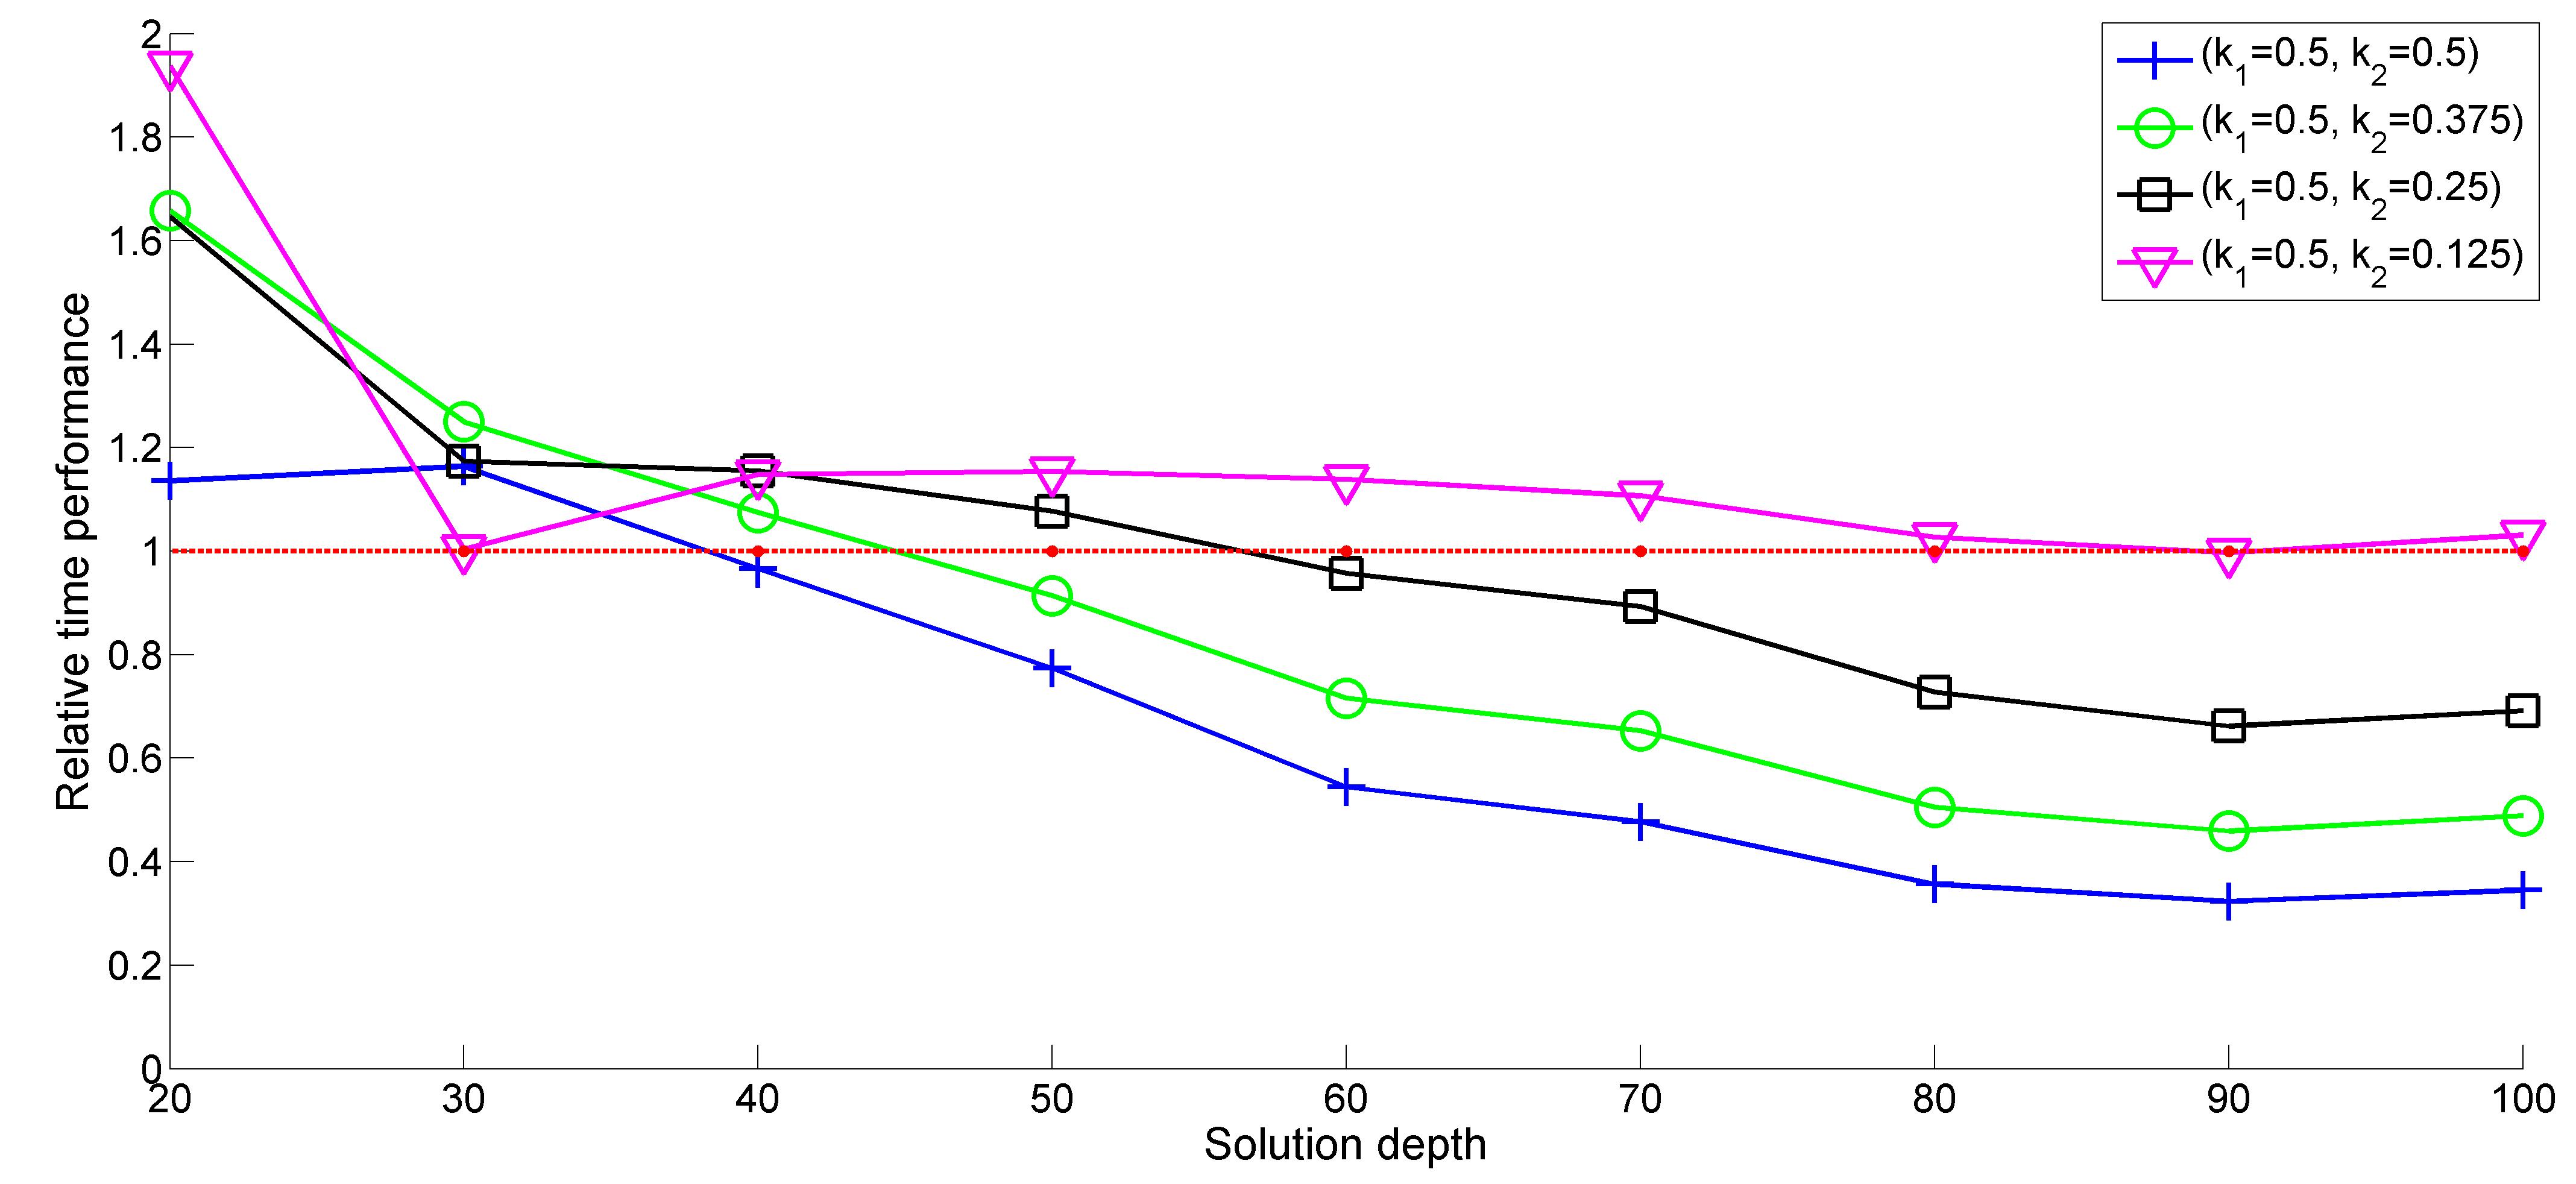 2
1.8
1.6
1.4
1.2
1
0.8
0.6
0.4
0.2
0
20 30 40 50 60 70 80 90 100
Solution depth
Relative time performance
(k1=0.5, k2=0.5)
(k1=0.5, k2=0.375)
(k1=0.5, k2=0.25)
(k1=0.5, k2=0.125)